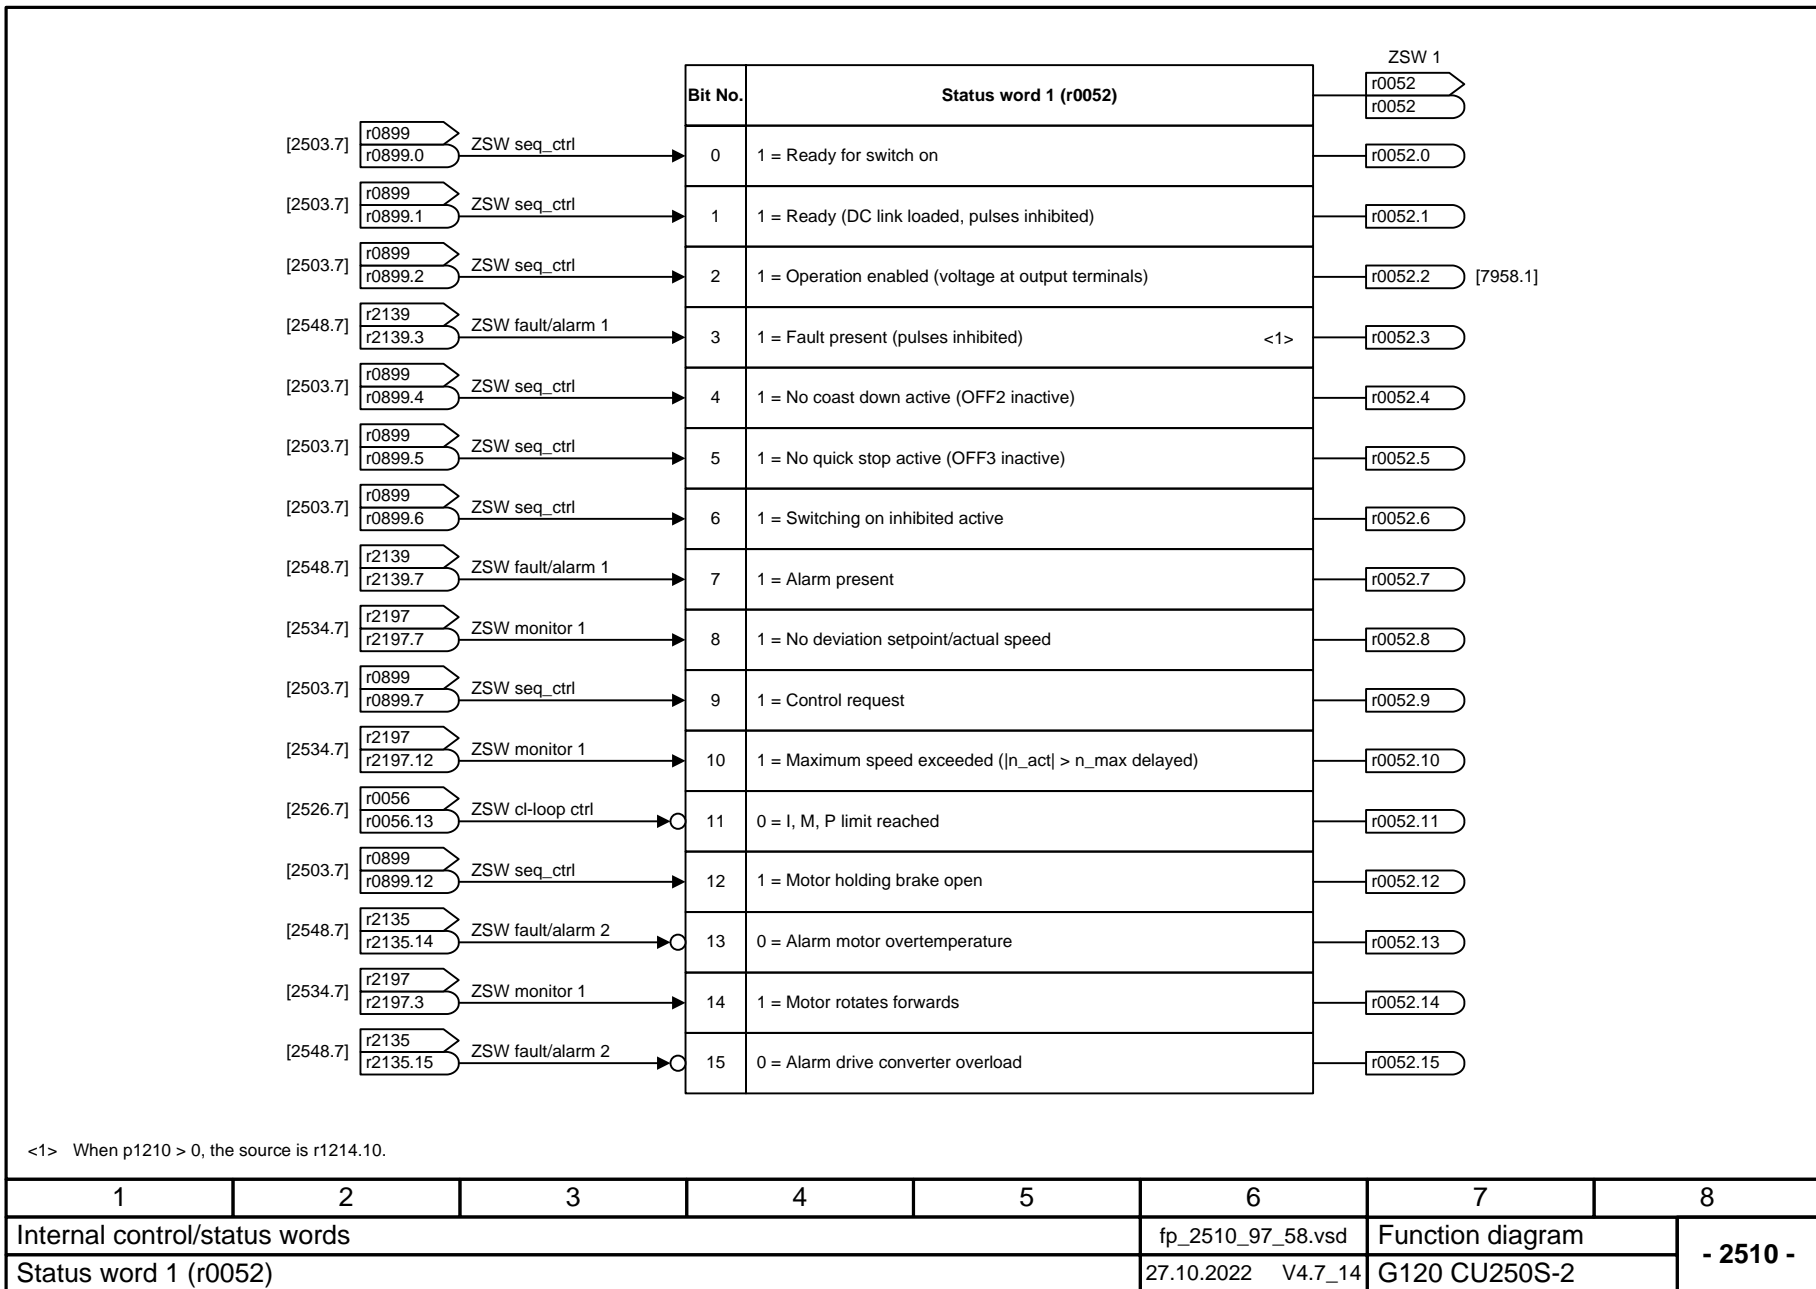 ZSW 1
Bit No. Status word 1 (r0052) r0052
r0052
[2503.7] r0899 ZSW seq_ctrl
r0899.0 0 1 = Ready for switch on r0052.0
[2503.7] r0899 ZSW seq_ctrl
r0899.1 1 1 = Ready (DC link loaded, pulses inhibited) r0052.1
[2503.7] r0899 ZSW seq_ctrl
r0899.2 2 1 = Operation enabled (voltage at output terminals) r0052.2 [7958.1]
[2548.7] r2139 ZSW fault/alarm 1
r2139.3 3 1 = Fault present (pulses inhibited) <1> r0052.3
[2503.7] r0899 ZSW seq_ctrl
r0899.4 4 1 = No coast down active (OFF2 inactive) r0052.4
[2503.7] r0899 ZSW seq_ctrl
r0899.5 5 1 = No quick stop active (OFF3 inactive) r0052.5
[2503.7] r0899 ZSW seq_ctrl
r0899.6 6 1 = Switching on inhibited active r0052.6
[2548.7] r2139 ZSW fault/alarm 1
r2139.7 7 1 = Alarm present r0052.7
[2534.7] r2197 ZSW monitor 1
r2197.7 8 1 = No deviation setpoint/actual speed r0052.8
[2503.7] r0899 ZSW seq_ctrl
r0899.7 9 1 = Control request r0052.9
[2534.7] r2197 ZSW monitor 1
r2197.12 10 1 = Maximum speed exceeded (|n_act| > n_max delayed) r0052.10
[2526.7] r0056 ZSW cl-loop ctrl
r0056.13 11 0 = I, M, P limit reached r0052.11
[2503.7] r0899 ZSW seq_ctrl
r0899.12 12 1 = Motor holding brake open r0052.12
[2548.7] r2135 ZSW fault/alarm 2
r2135.14 13 0 = Alarm motor overtemperature r0052.13
[2534.7] r2197 ZSW monitor 1
r2197.3 14 1 = Motor rotates forwards r0052.14
[2548.7] r2135 ZSW fault/alarm 2
r2135.15 15 0 = Alarm drive converter overload r0052.15
<1> When p1210 > 0, the source is r1214.10.
1 2 3 4 5 6 7 8
Internal control/status words fp_2510_97_58.vsd Function diagram - 2510 -
Status word 1 (r0052) 27.10.2022 V4.7_14 G120 CU250S-2